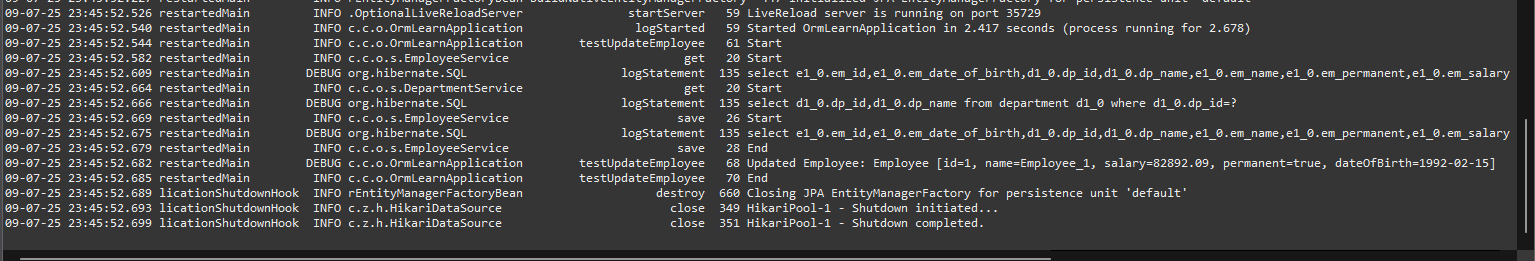 09-07-25 23:45:52.526 restartedMain INFO .OptionalLiveReloadServer startServer 59 LiveReload server is running on port 35729
09-07-25 23:45:52.540 restartedMain INFO c.c.o.OrmLearnApplication logStarted 59 Started OrmLearnApplication in 2.417 seconds (process running for 2.678)
09-07-25 23:45:52.544 restartedMain INFO c.c.o.OrmLearnApplication testUpdateEmployee 61 Start
09-07-25 23:45:52.582 restartedMain INFO c.c.o.s.EmployeeService get 20 Start
09-07-25 23:45:52.609 restartedMain DEBUG org.hibernate.SQL logStatement 135 select e1_0.em_id,e1_0.em_date_of_birth,d1_0.dp_id,d1_0.dp_name,e1_0.em_name,e1_0.em_permanent,e1_0.em_salary
09-07-25 23:45:52.664 restartedMain INFO c.c.o.s.DepartmentService get 20 Start
09-07-25 23:45:52.666 restartedMain DEBUG org.hibernate.SQL logStatement 135 select d1_0.dp_id,d1_0.dp_name from department d1_0 where d1_0.dp_id=?
09-07-25 23:45:52.669 restartedMain INFO c.c.o.s.EmployeeService save 26 Start
09-07-25 23:45:52.675 restartedMain DEBUG org.hibernate.SQL logStatement 135 select e1_0.em_id,e1_0.em_date_of_birth,d1_0.dp_id,d1_0.dp_name,e1_0.em_name,e1_0.em_permanent,e1_0.em_salary
09-07-25 23:45:52.679 restartedMain INFO c.c.o.s.EmployeeService save 28 End
09-07-25 23:45:52.682 restartedMain DEBUG c.c.o.OrmLearnApplication testUpdateEmployee 68 Updated Employee: Employee [id=1, name=Employee_1, salary=82892.09, permanent=true, dateOfBirth=1992-02-15]
09-07-25 23:45:52.685 restartedMain INFO c.c.o.OrmLearnApplication testUpdateEmployee 70 End
09-07-25 23:45:52.689 licationShutdownHook INFO rEntityManagerFactoryBean destroy 660 Closing JPA EntityManagerFactory for persistence unit 'default'
09-07-25 23:45:52.693 licationShutdownHook INFO c.z.h.HikariDataSource close 349 HikariPool-1 - Shutdown initiated...
09-07-25 23:45:52.699 licationShutdownHook INFO c.z.h.HikariDataSource close 351 HikariPool-1 - Shutdown completed.